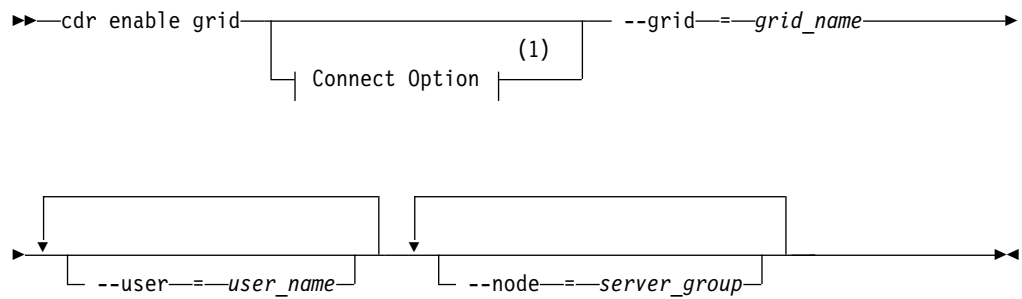 cdr enable grid --grid = grid_name
(1)
Connect Option
--user = user_name --node = server_group